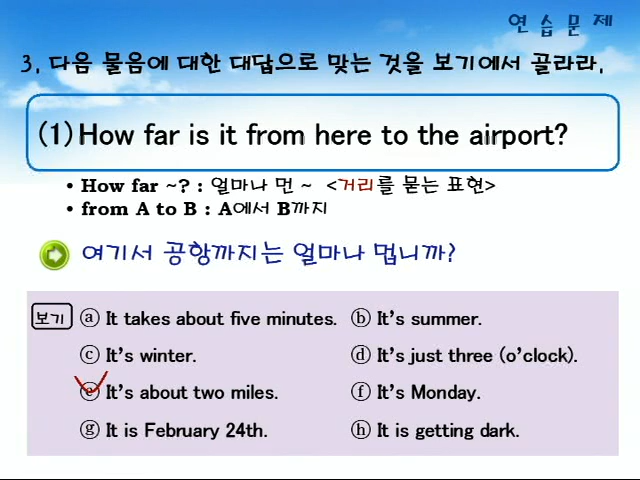 연 습 문 제
3. 다음 물음에 대한 대답으로 맞는 것을 보기에서 골라라.
(1) How far is it from here to the airport?
• How far ~? : 얼마나 먼 ~ <거리를 묻는 표현>
• from A to B : A에서 B까지
여기서 공항까지는 얼마나 멉니까?
보기 ⓐ It takes about five minutes. ⓑ It's summer.
ⓒ It's winter. ⓓ It's just three (o'clock).
ⓔ It's about two miles. ⓕ It's Monday.
ⓖ It is February 24th. ⓗ It is getting dark.